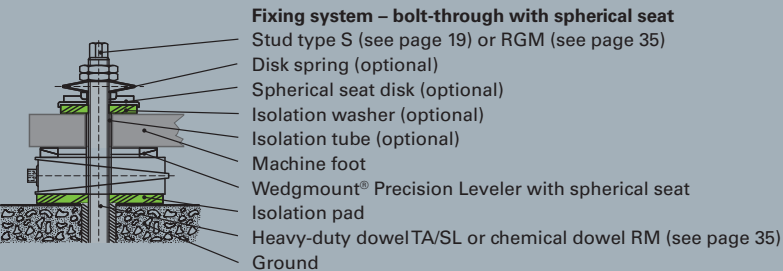 Fixing system – bolt-through with spherical seat
Stud type S (see page 19) or RGM (see page 35)
Disk spring (optional)
Spherical seat disk (optional)
Isolation washer (optional)
Isolation tube (optional)
Machine foot
Wedgmount® Precision Leveler with spherical seat
Isolation pad
Heavy-duty dowel TA/SL or chemical dowel RM (see page 35)
Ground